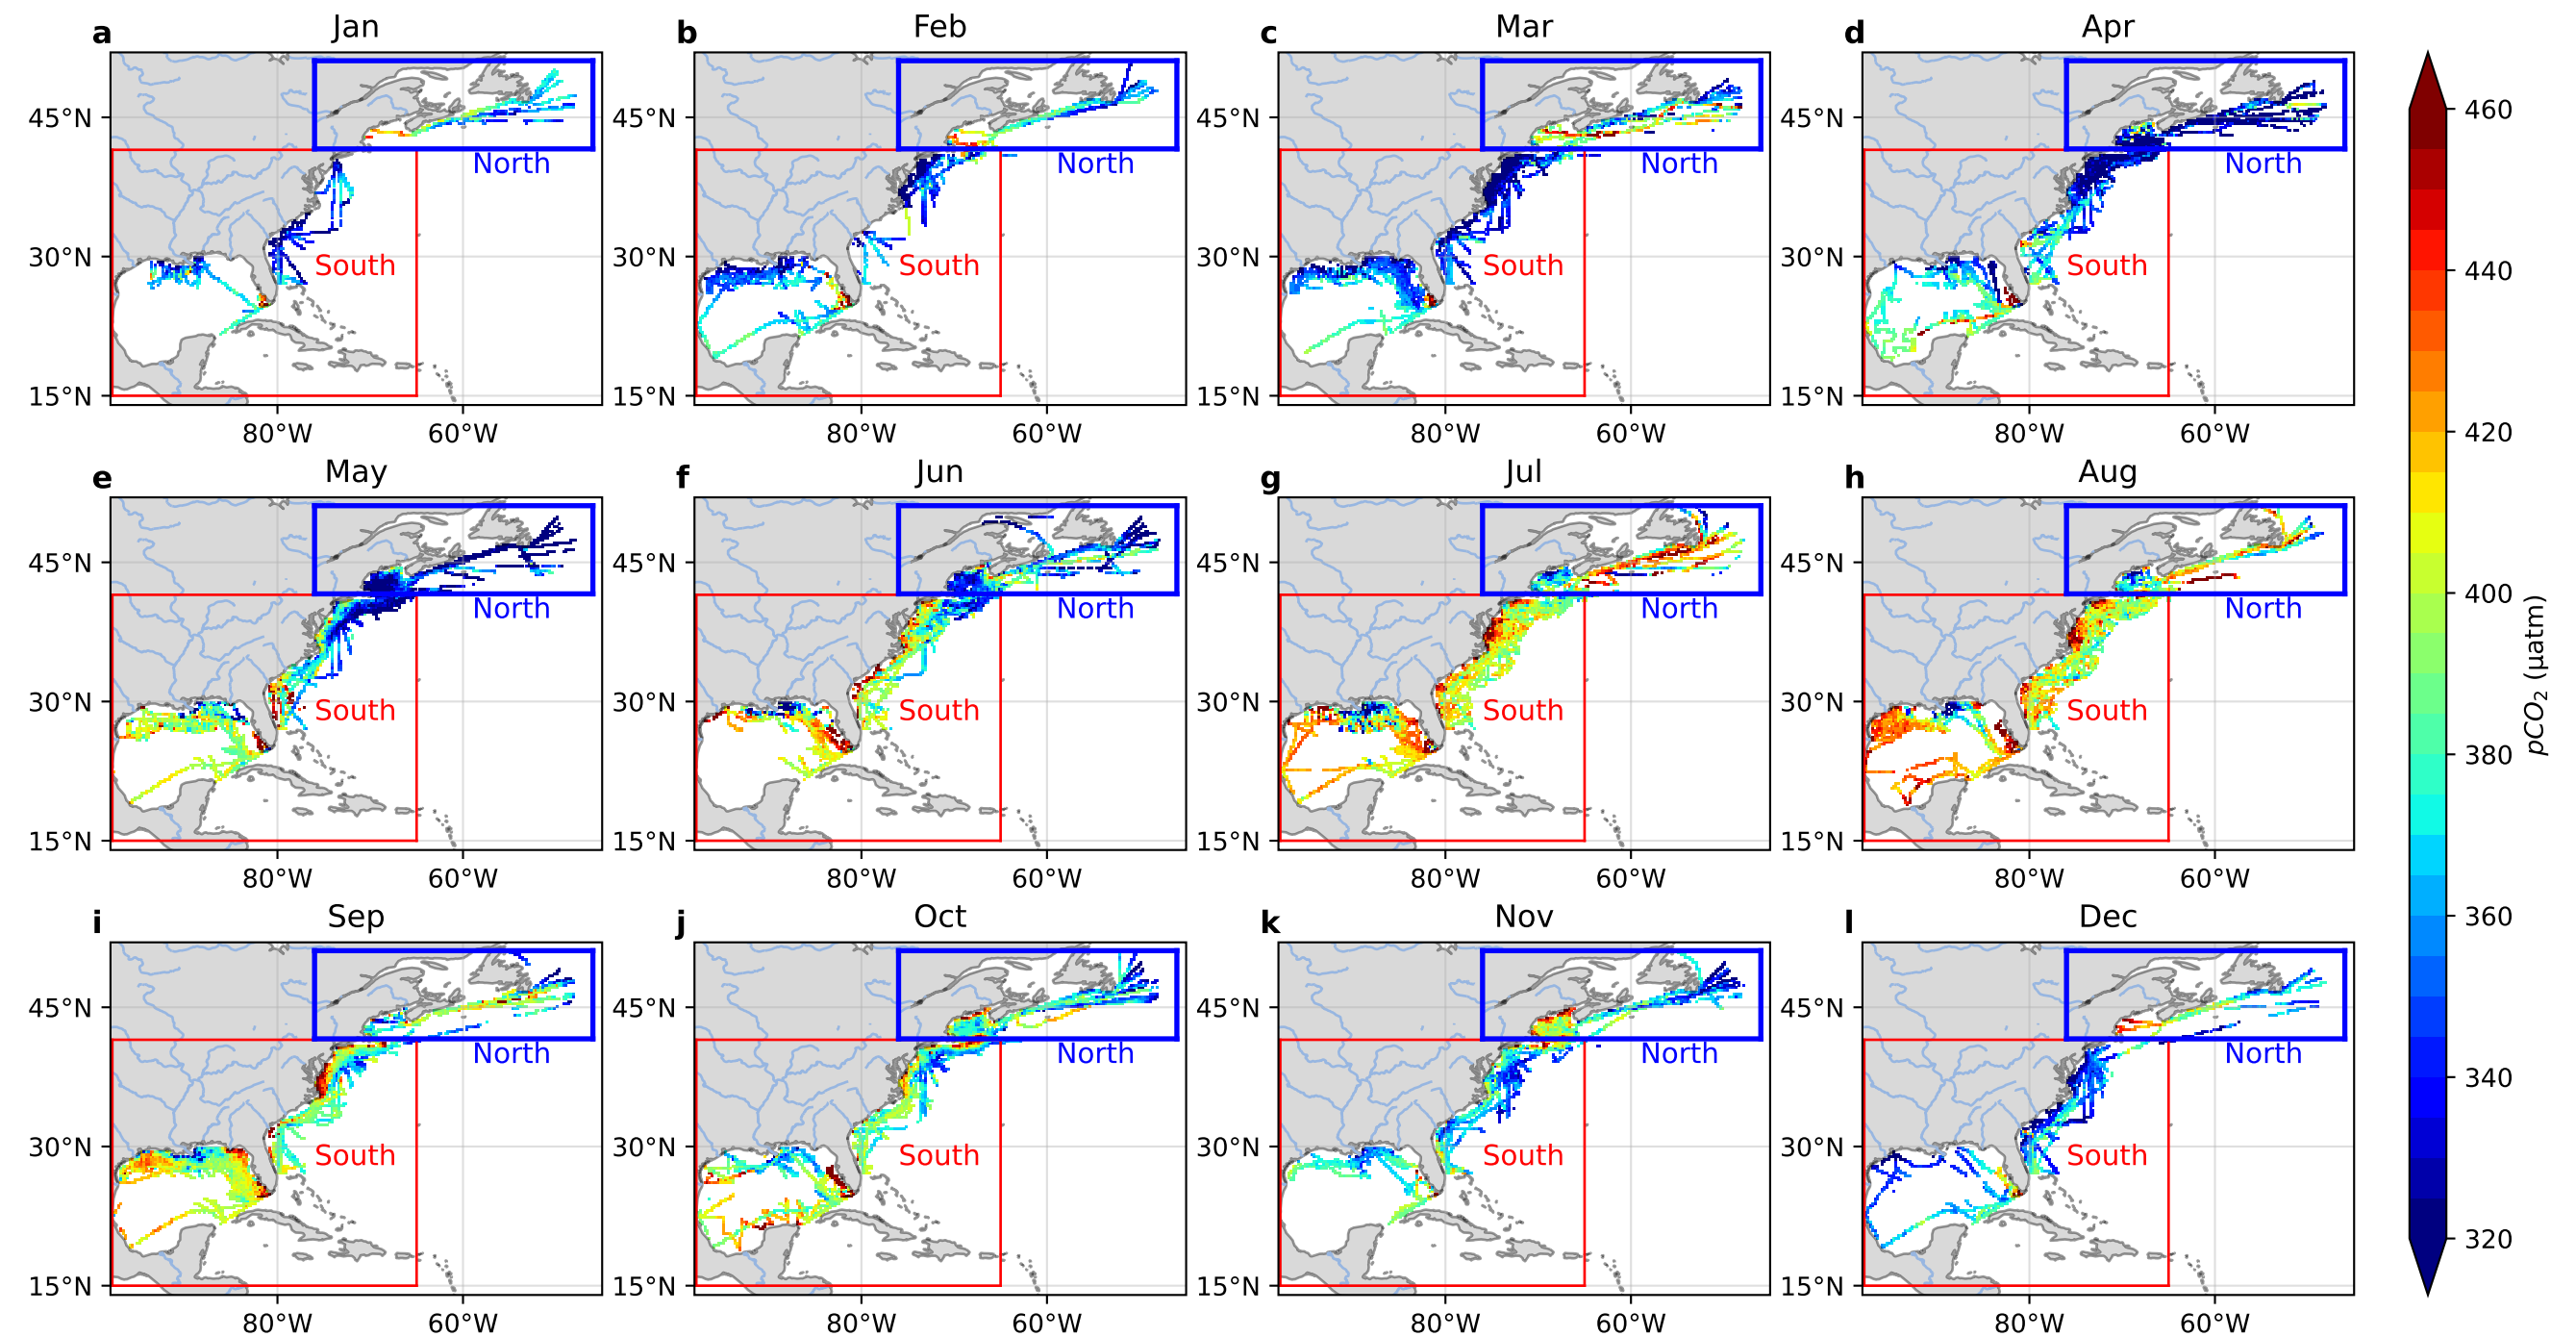 a Jan
b Feb
c Mar
d Apr
45°N 45°N 45°N 45°N
North North North North
30°N 30°N 30°N 30°N
South South South South
15°N 15°N 15°N 15°N
80°W 60°W 80°W 60°W 80°W 60°W 80°W 60°W
e May
f Jun
g Jul
h Aug
45°N 45°N 45°N 45°N
North North North North
30°N 30°N 30°N 30°N
South South South South
15°N 15°N 15°N 15°N
80°W 60°W 80°W 60°W 80°W 60°W 80°W 60°W
i Sep
j Oct
k Nov
l Dec
45°N 45°N 45°N 45°N
North North North North
30°N 30°N 30°N 30°N
South South South South
15°N 15°N 15°N 15°N
80°W 60°W 80°W 60°W 80°W 60°W 80°W 60°W
460
440
420
400
380
360
340
320
pCO₂ (µatm)